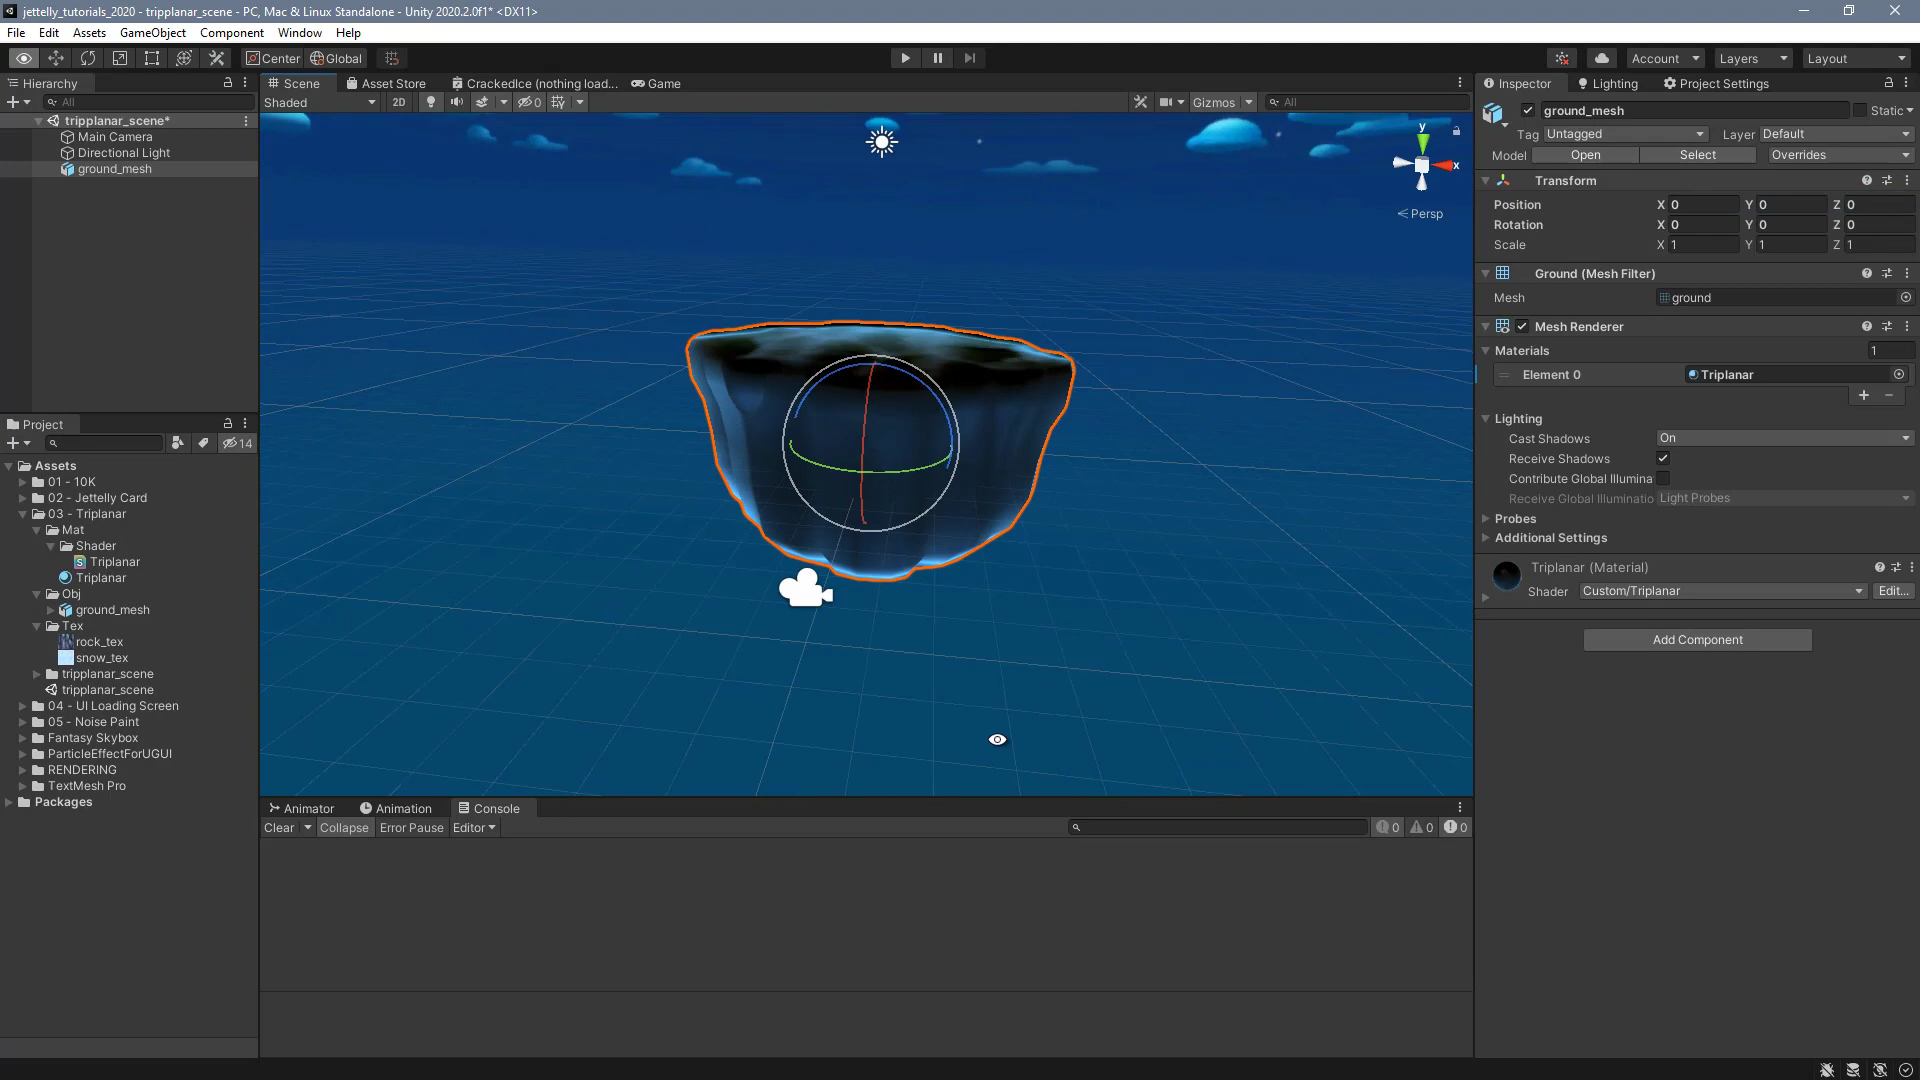 jettelly_tutorials_2020 - tripplanar_scene - PC, Mac & Linux Standalone - Unity 2020.2.0f1* <DX11>
File Edit Assets GameObject Component Window Help
Center Global
Account Layers Layout
Hierarchy
All
tripplanar_scene*
Main Camera
Directional Light
ground_mesh
Scene Asset Store CrackedIce (nothing load... Game
Shaded 2D 0 Gizmos All
y
x
< Persp
Project
14
Assets
01 - 10K
02 - Jettelly Card
03 - Triplanar
Mat
Shader
S Triplanar
Triplanar
Obj
ground_mesh
Tex
rock_tex
snow_tex
tripplanar_scene
tripplanar_scene
04 - UI Loading Screen
05 - Noise Paint
Fantasy Skybox
ParticleEffectForUGUI
RENDERING
TextMesh Pro
Packages
Animator Animation Console
Clear Collapse Error Pause Editor 0 0 0
Inspector Lighting Project Settings
ground_mesh Static
Tag Untagged Layer Default
Model Open Select Overrides
Transform
Position X 0 Y 0 Z 0
Rotation X 0 Y 0 Z 0
Scale X 1 Y 1 Z 1
Ground (Mesh Filter)
Mesh ground
Mesh Renderer
Materials 1
Element 0 Triplanar
+ −
Lighting
Cast Shadows On
Receive Shadows
Contribute Global Illumina
Receive Global Illuminatio Light Probes
Probes
Additional Settings
Triplanar (Material)
Shader Custom/Triplanar Edit...
Add Component